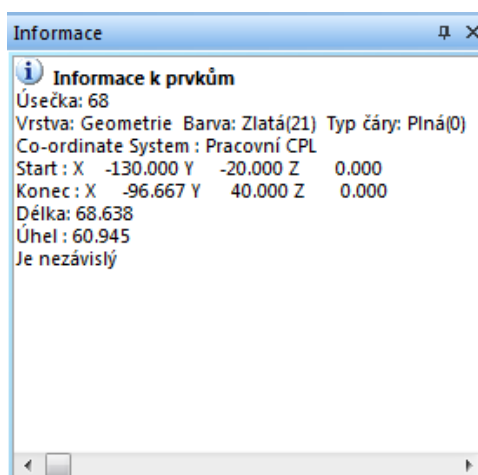 Informace
Informace k prvkům
Úsečka: 68
Vrstva: Geometrie Barva: Zlatá(21) Typ čáry: Plná(0)
Co-ordinate System : Pracovní CPL
Start : X -130.000 Y -20.000 Z 0.000
Konec : X -96.667 Y 40.000 Z 0.000
Délka: 68.638
Úhel : 60.945
Je nezávislý